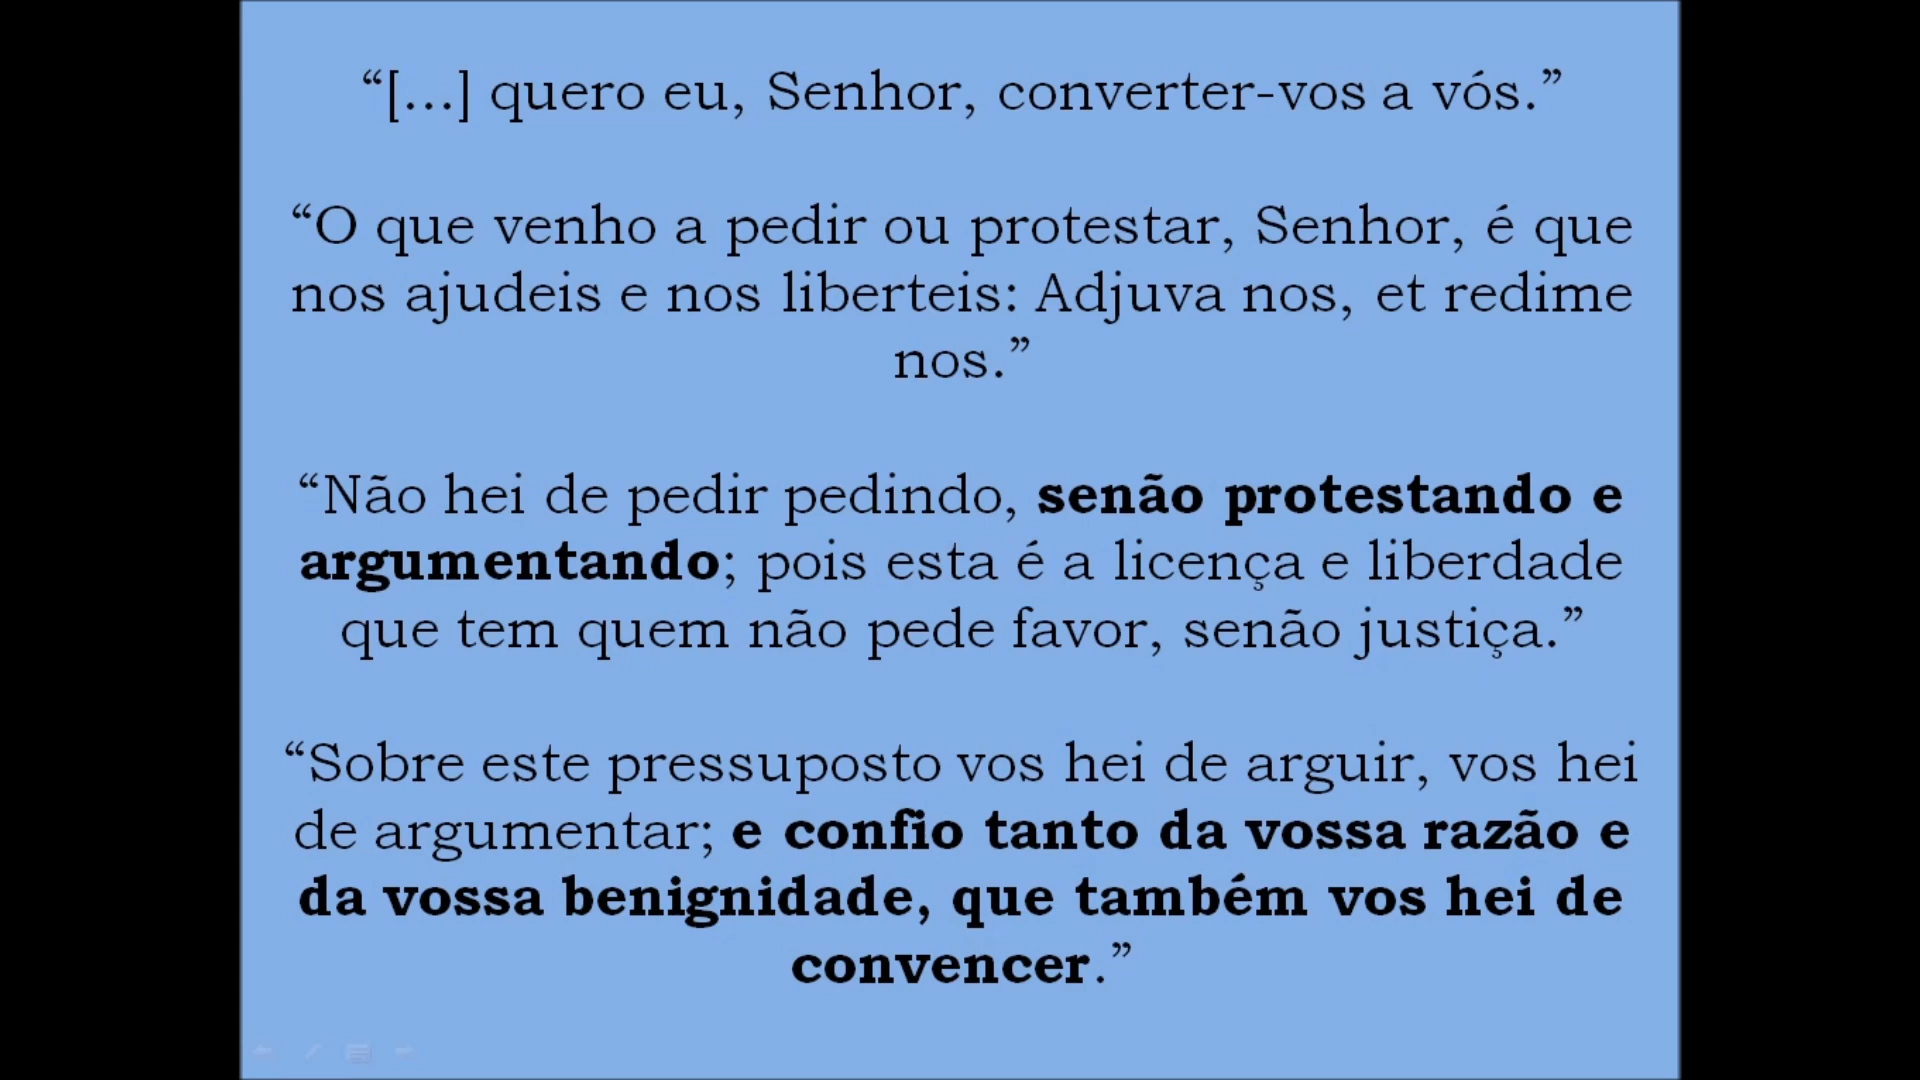 “[...] quero eu, Senhor, converter-vos a vós.”
“O que venho a pedir ou protestar, Senhor, é que
nos ajudeis e nos liberteis: Adjuva nos, et redime
nos.”
“Não hei de pedir pedindo, senão protestando e
argumentando; pois esta é a licença e liberdade
que tem quem não pede favor, senão justiça.”
“Sobre este pressuposto vos hei de arguir, vos hei
de argumentar; e confio tanto da vossa razão e
da vossa benignidade, que também vos hei de
convencer.”